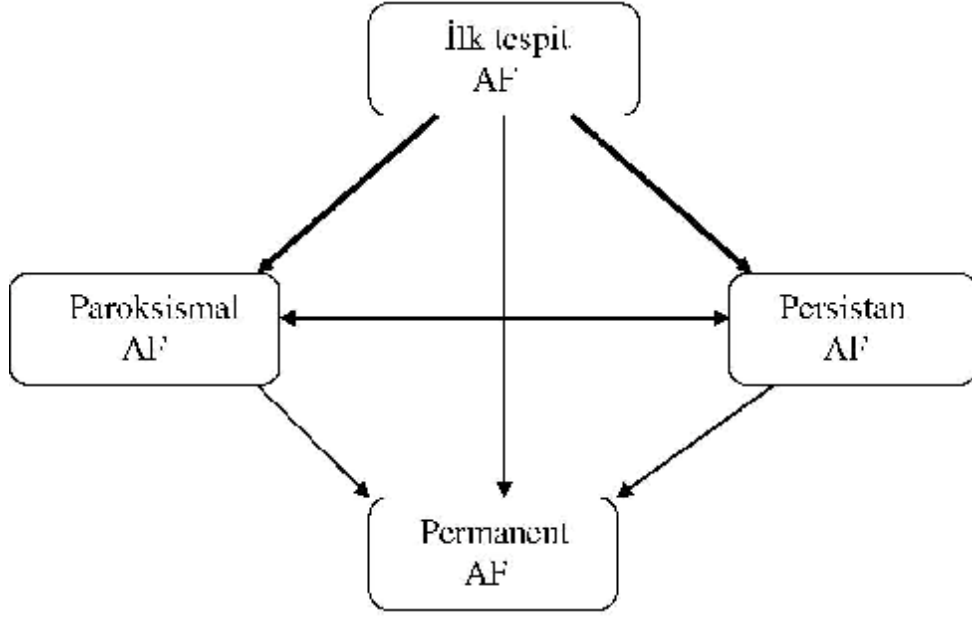 İlk tespit
AF
Paroksismal
AF
Persistan
AF
Permanent
AF